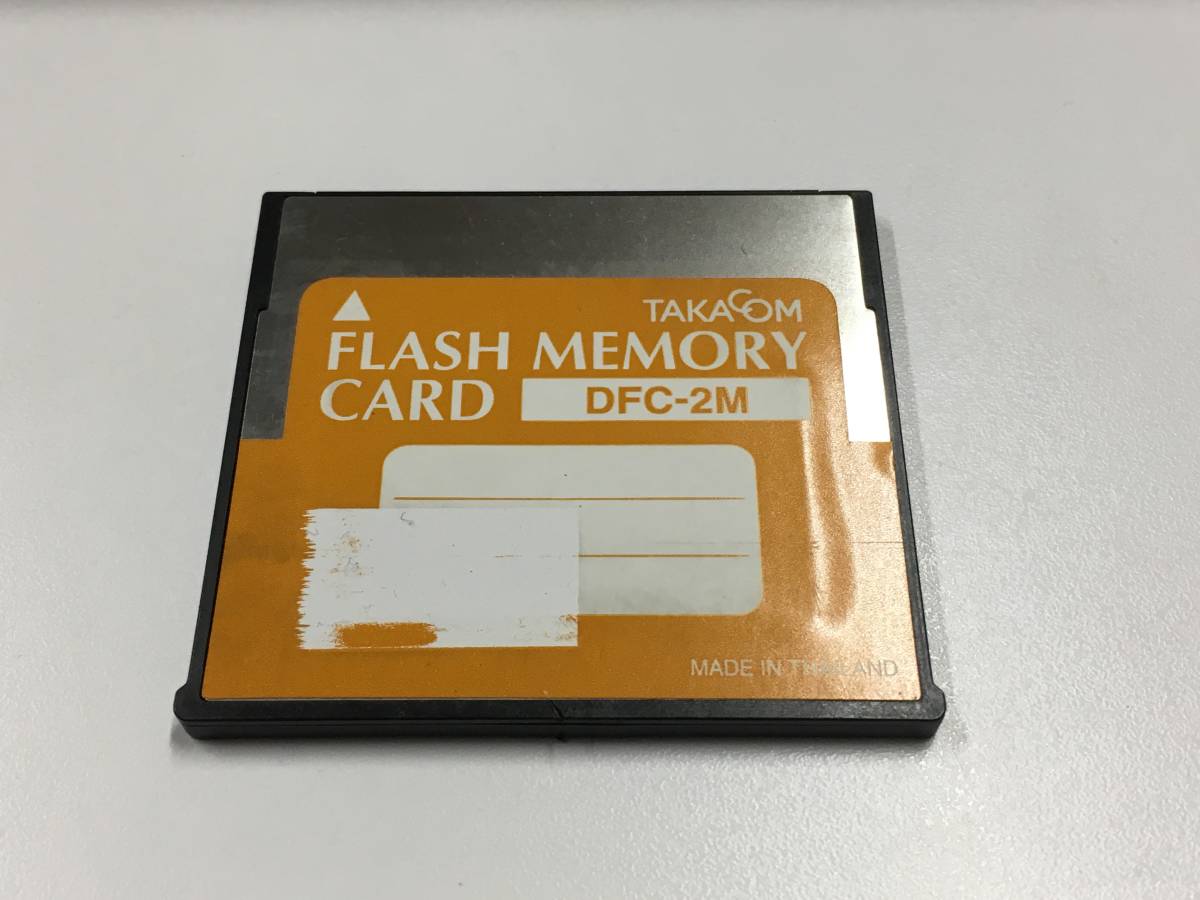 TAKACOM
FLASH MEMORY
CARD DFC-2M
MADE IN THAILAND